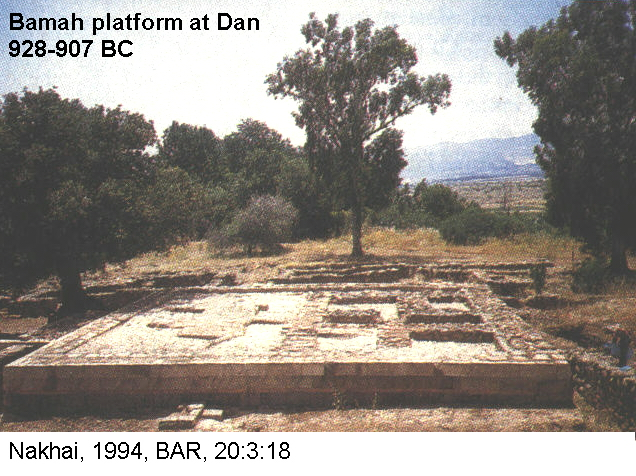 Bamah platform at Dan
928-907 BC
Nakhai, 1994, BAR, 20:3:18